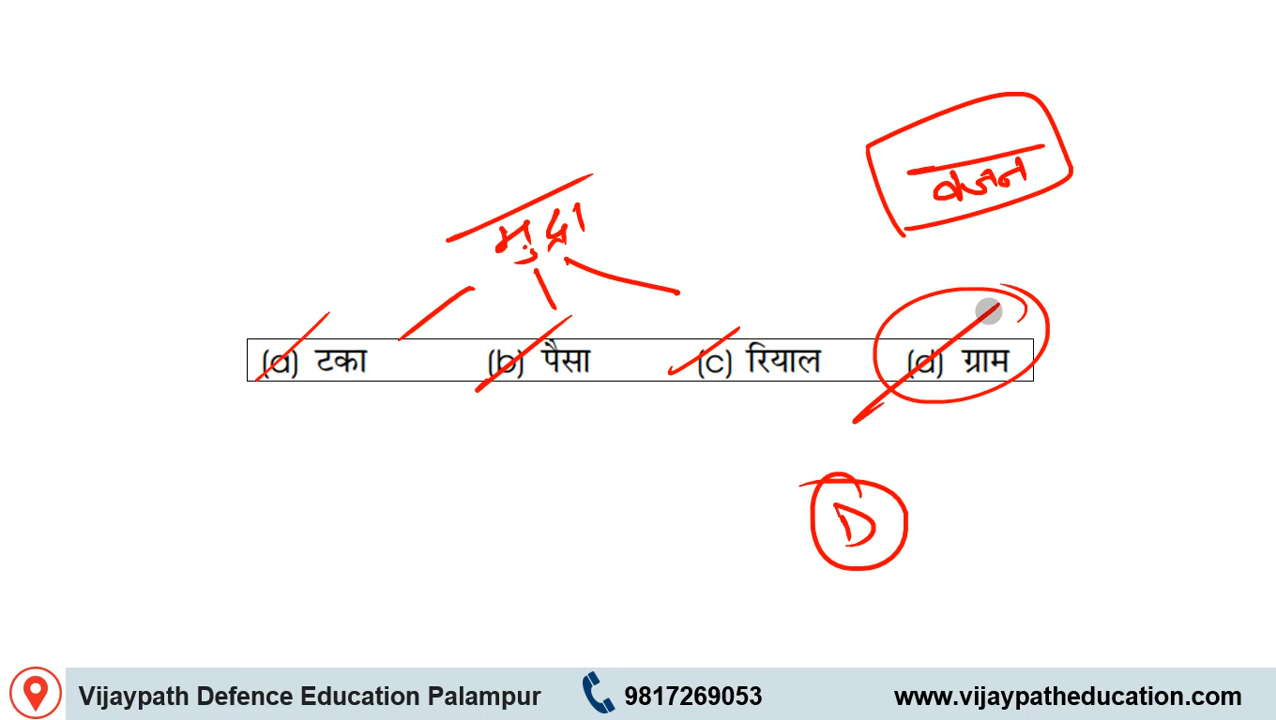 वजन
मुद्रा
(a) टका (b) पैसा (c) रियाल (d) ग्राम
D
Vijaypath Defence Education Palampur 9817269053 www.vijaypatheducation.com